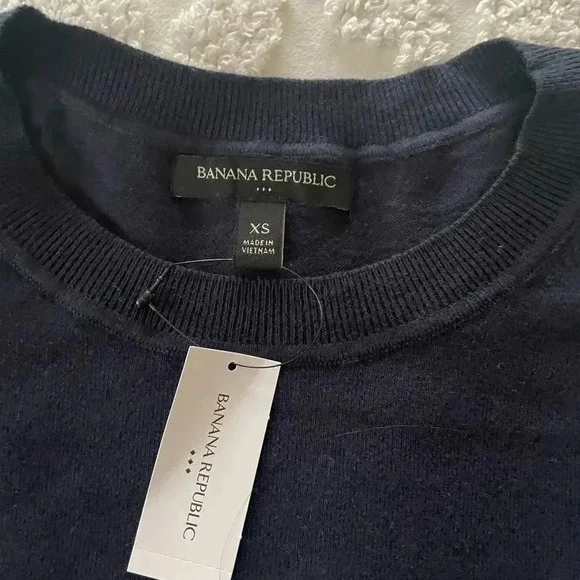 BANANA REPUBLIC
XS
MADE IN
VIETNAM
BANANA REPUBLIC